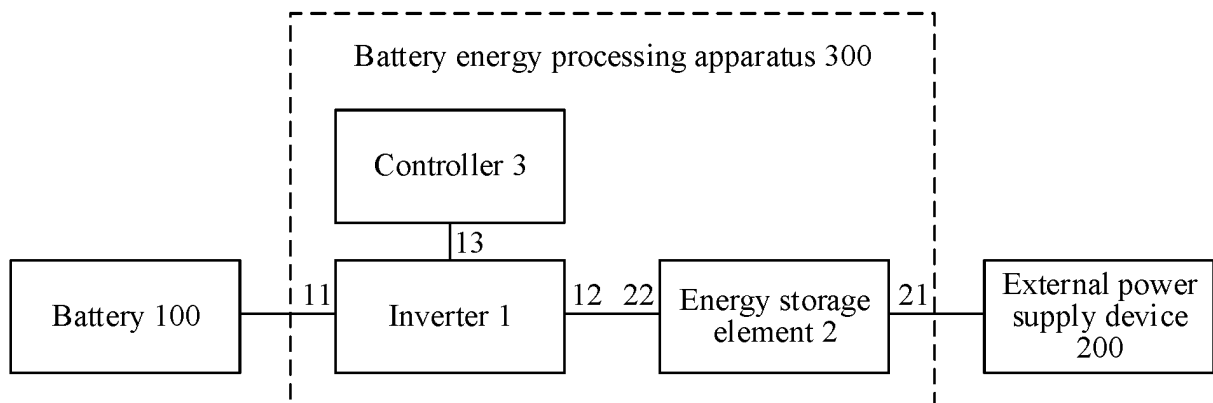 Battery energy processing apparatus 300
Controller 3
13
Battery 100
11
Inverter 1
12
22
Energy storage
element 2
21
External power
supply device
200